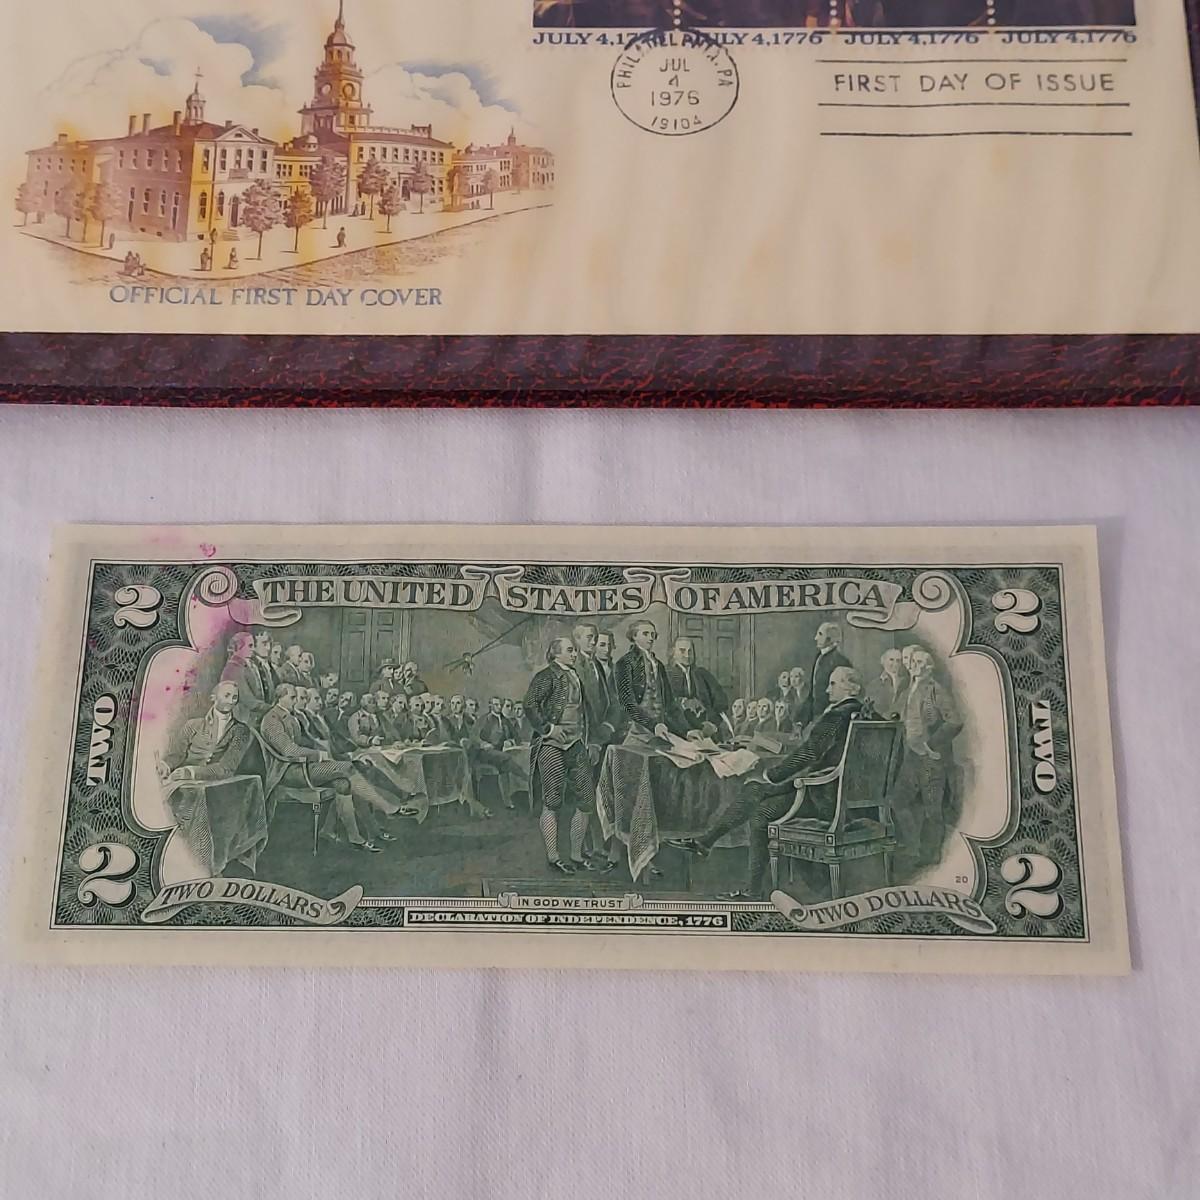 JULY 4,1776 JULY 4,1776 JULY 4,1776 JULY 4,1776
PHILADELPHIA, PA
JUL
4
1976
19104
FIRST DAY OF ISSUE
OFFICIAL FIRST DAY COVER
THE UNITED STATES OF AMERICA
2 2
TWO TWO
2 2
20
TWO DOLLARS IN GOD WE TRUST TWO DOLLARS
DECLARATION OF INDEPENDENCE, 1776